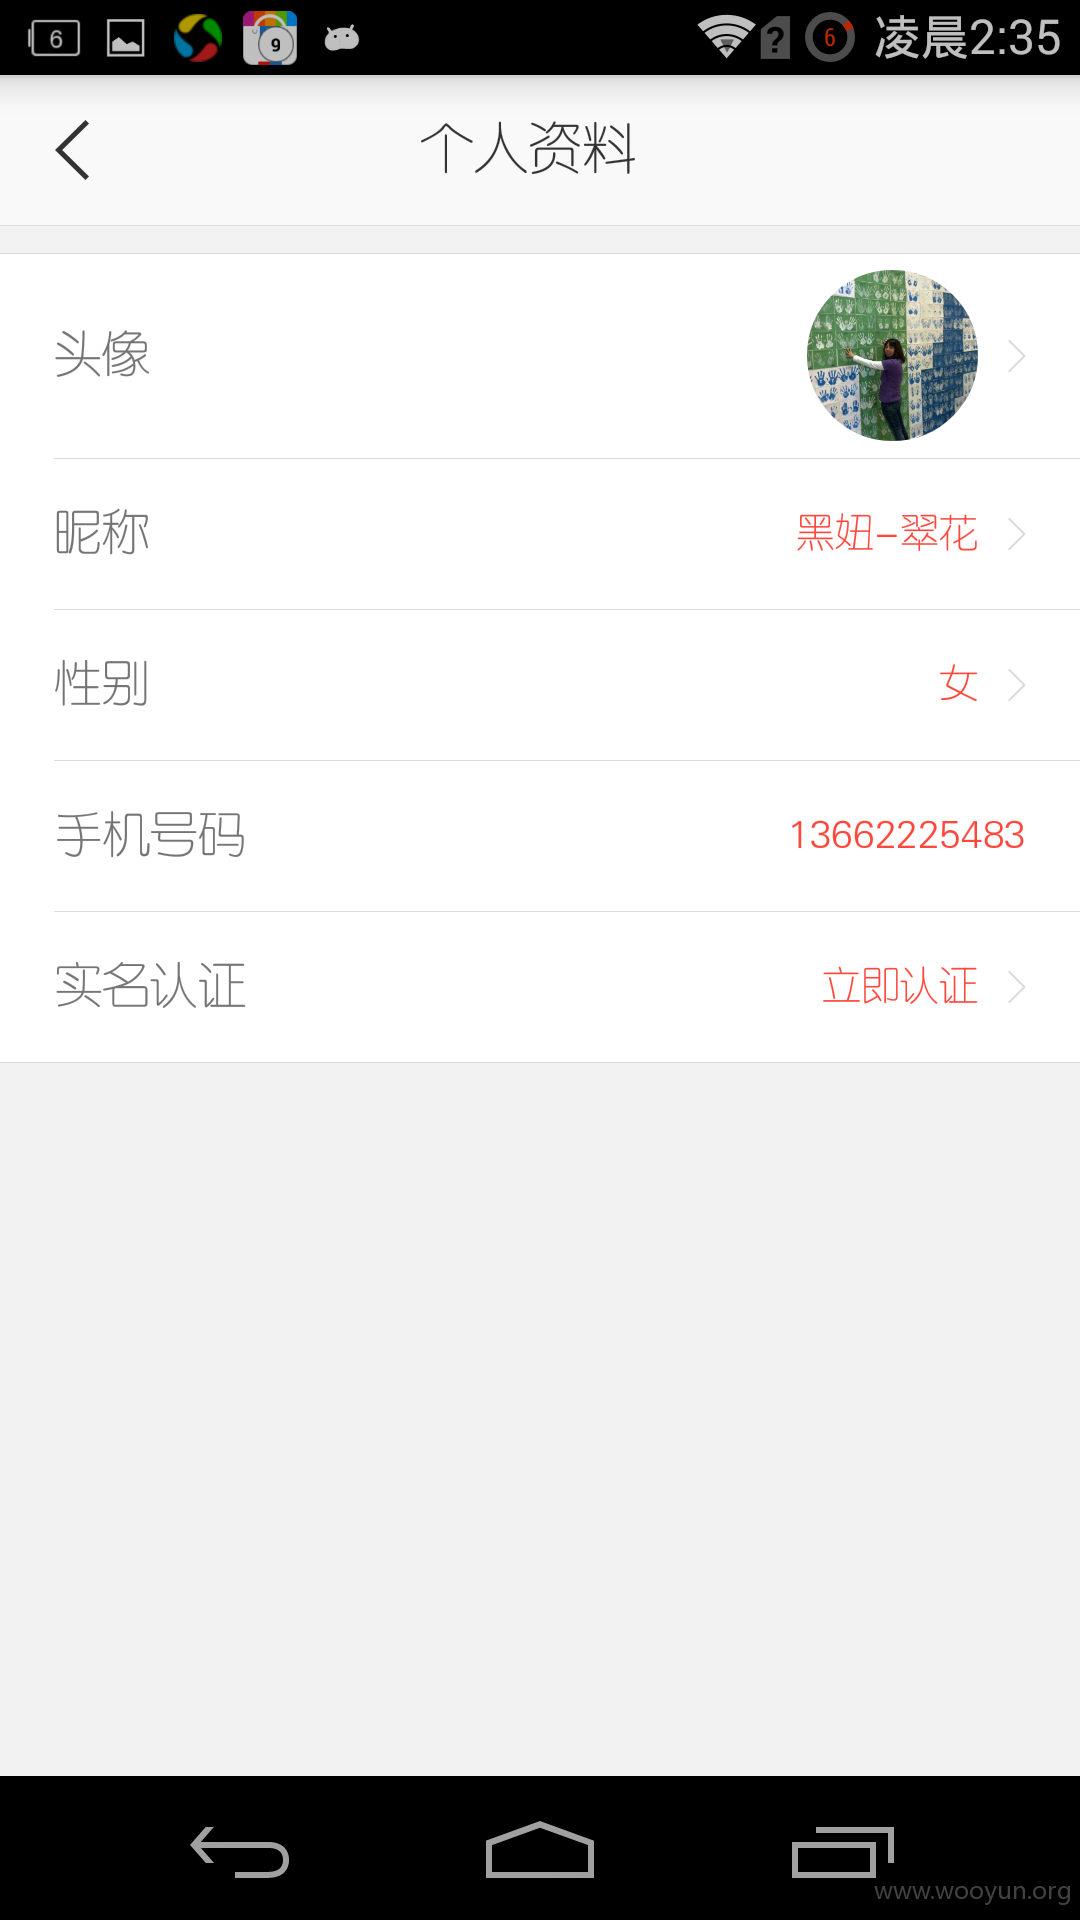 6
9
?
6
凌晨2:35
个人资料
头像
昵称
黑妞-翠花
性别
女
手机号码
13662225483
实名认证
立即认证
www.wooyun.org